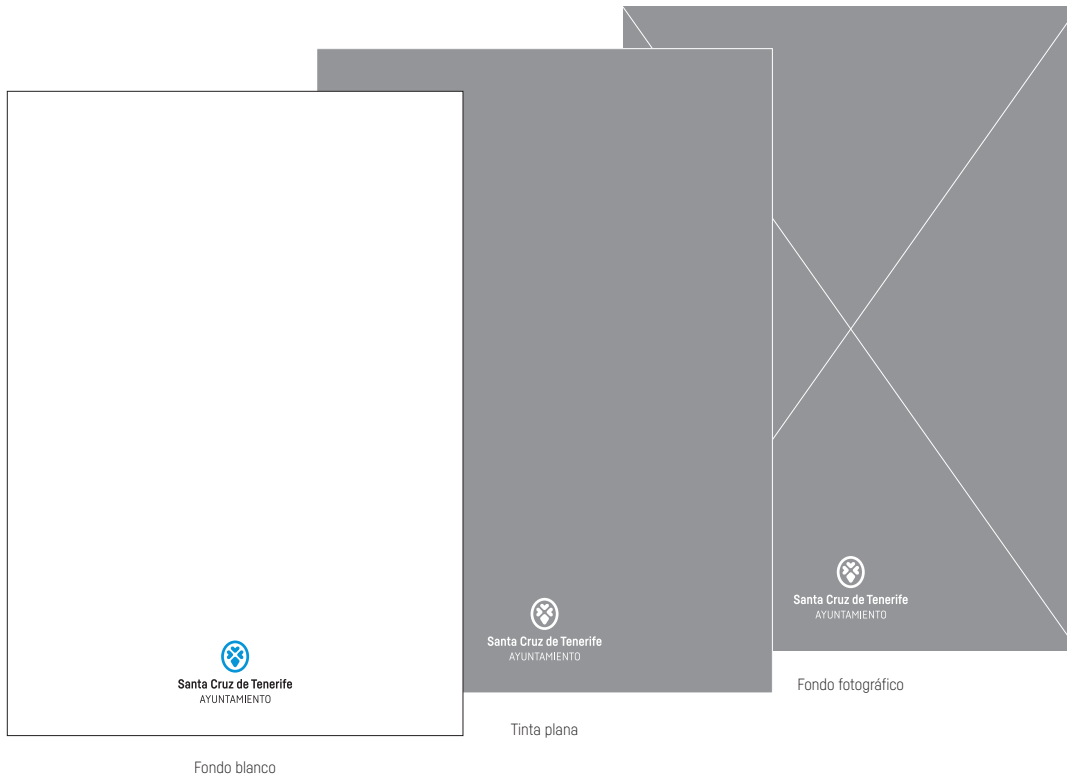 Santa Cruz de Tenerife
AYUNTAMIENTO
Fondo blanco
Santa Cruz de Tenerife
AYUNTAMIENTO
Tinta plana
Santa Cruz de Tenerife
AYUNTAMIENTO
Fondo fotográfico